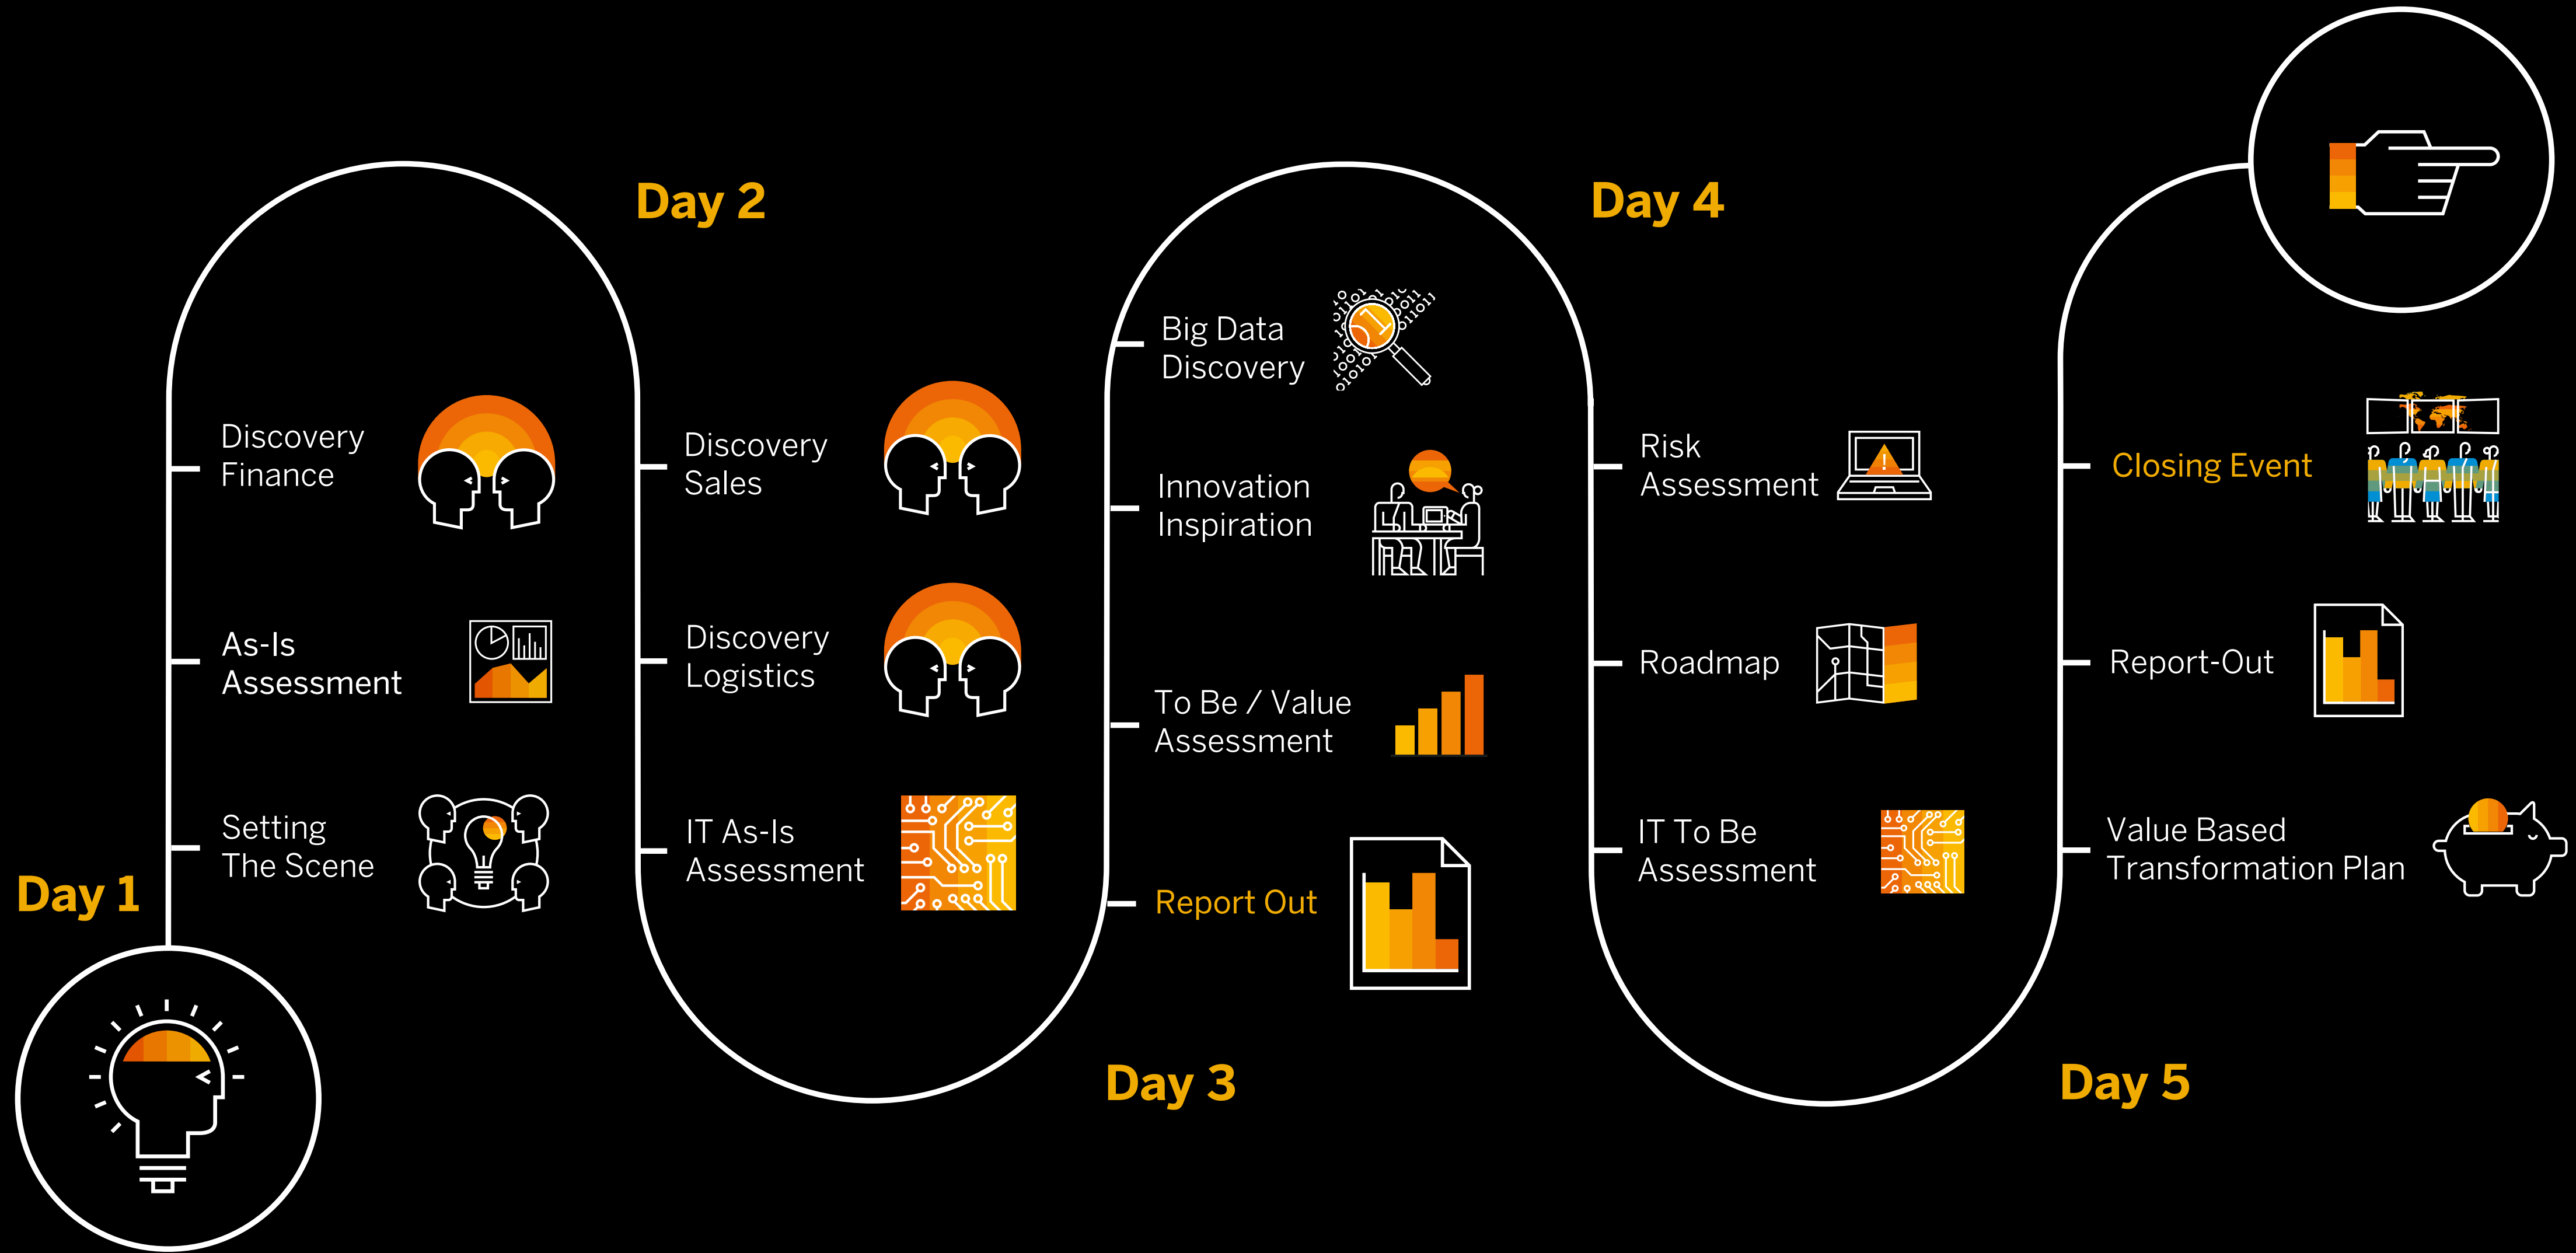 Day 1
Discovery
Finance
As-Is
Assessment
Setting
The Scene
Day 2
Discovery
Sales
Discovery
Logistics
IT As-Is
Assessment
Day 3
Big Data
Discovery
Innovation
Inspiration
To Be / Value
Assessment
Report Out
Day 4
Risk
Assessment
Roadmap
IT To Be
Assessment
Day 5
Closing Event
Report-Out
Value Based
Transformation Plan